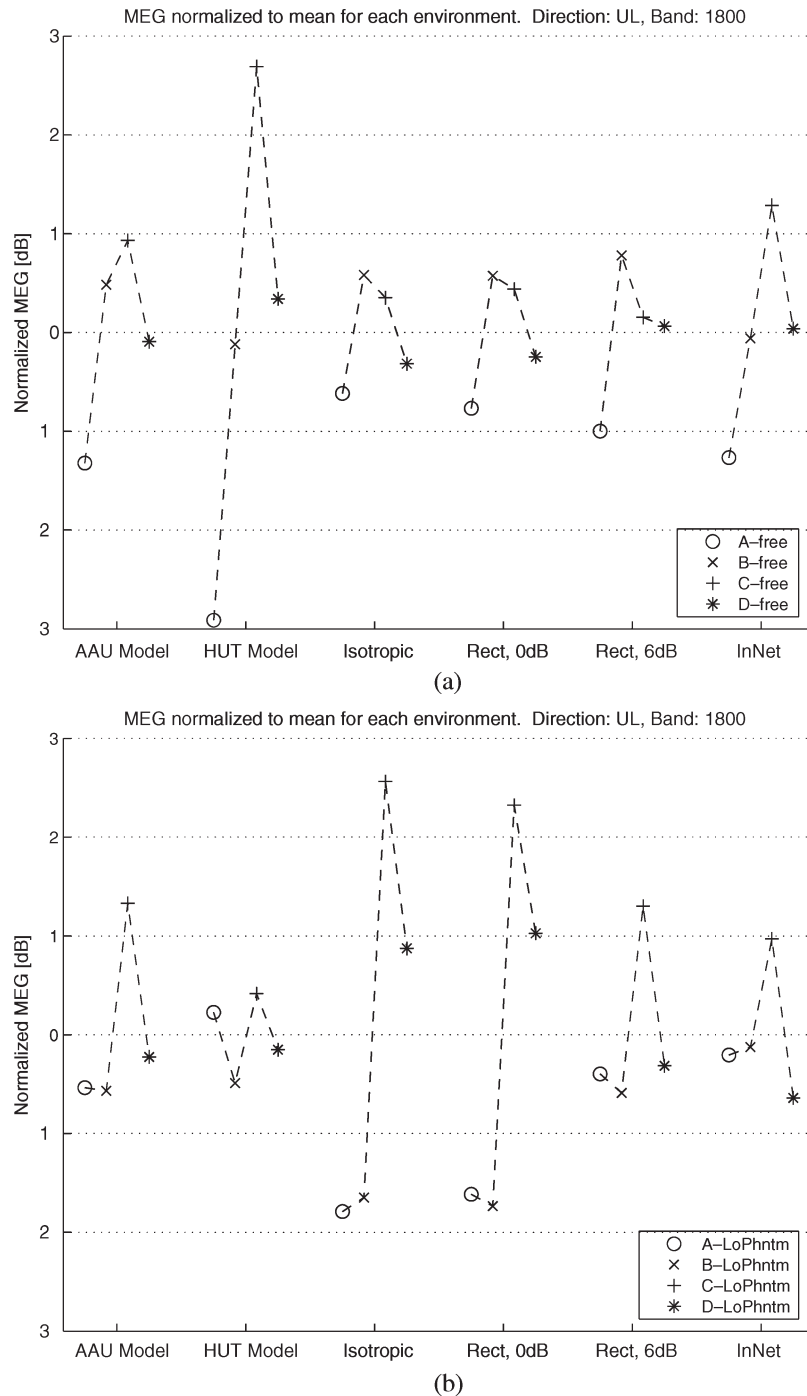 MEG normalized to mean for each environment. Direction: UL, Band: 1800
3
2
1
0
1
2
3
Normalized MEG [dB]
A–free
B–free
C–free
D–free
AAU Model
HUT Model
Isotropic
Rect, 0dB
Rect, 6dB
InNet
(a)
MEG normalized to mean for each environment. Direction: UL, Band: 1800
3
2
1
0
1
2
3
Normalized MEG [dB]
A–LoPhntm
B–LoPhntm
C–LoPhntm
D–LoPhntm
AAU Model
HUT Model
Isotropic
Rect, 0dB
Rect, 6dB
InNet
(b)